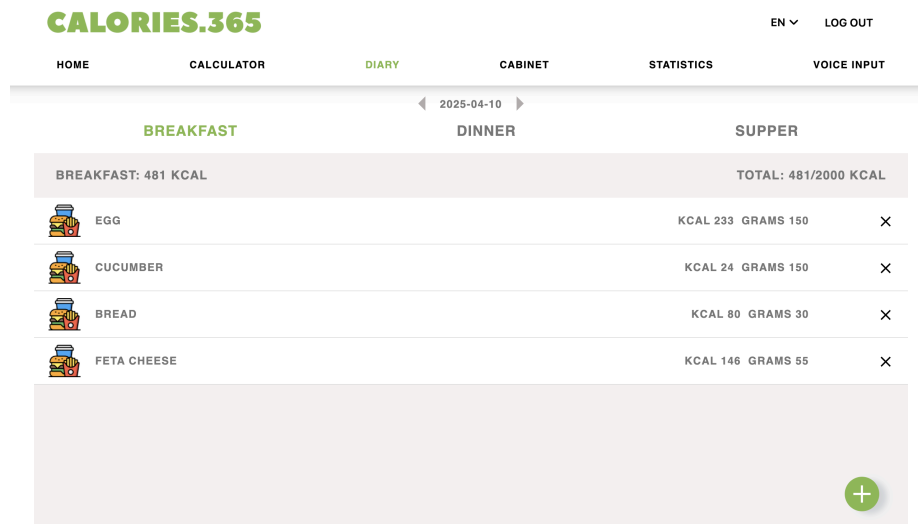 CALORIES.365
EN LOG OUT
HOME CALCULATOR DIARY CABINET STATISTICS VOICE INPUT
2025-04-10
BREAKFAST DINNER SUPPER
BREAKFAST: 481 KCAL TOTAL: 481/2000 KCAL
EGG KCAL 233 GRAMS 150
CUCUMBER KCAL 24 GRAMS 150
BREAD KCAL 80 GRAMS 30
FETA CHEESE KCAL 146 GRAMS 55